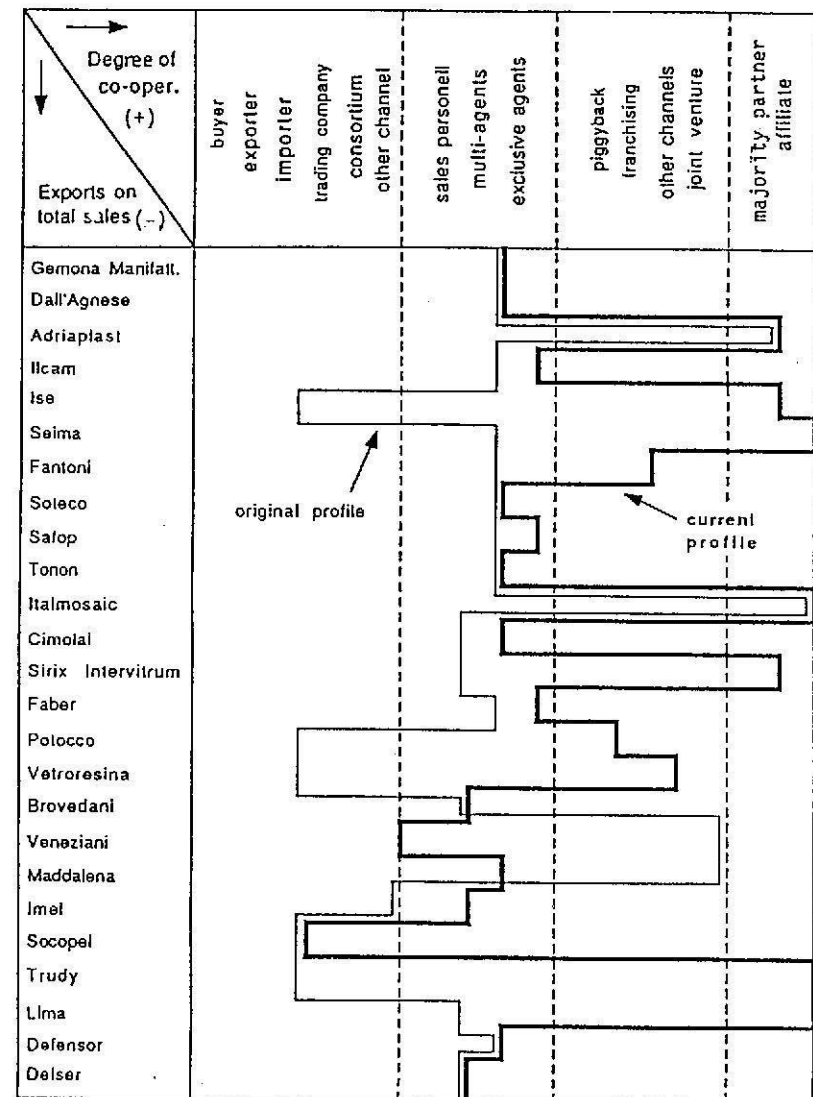 Degree of
co-oper.
(+)
Exports on
total sales (-)
buyer
exporter
importer
trading company
consortium
other channel
sales personell
multi-agents
exclusive agents
piggyback
franchising
other channels
joint venture
majority partner
affiliate
Gemona Manifatt.
Dall'Agnese
Adriaplast
Ilcam
Ise
Seima
Fantoni
Soteco
Safop
Tonon
Italmosaic
Cimolai
Sirix Intervitrum
Faber
Potocco
Vetroresina
Brovedani
Veneziani
Maddalena
Imel
Socopel
Trudy
Lima
Defensor
Delser
original profile
current
profile